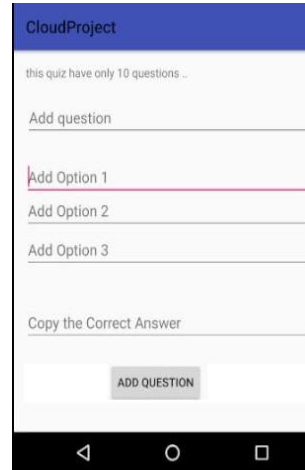 CloudProject
this quiz have only 10 questions ..
Add question
Add Option 1
Add Option 2
Add Option 3
Copy the Correct Answer
ADD QUESTION